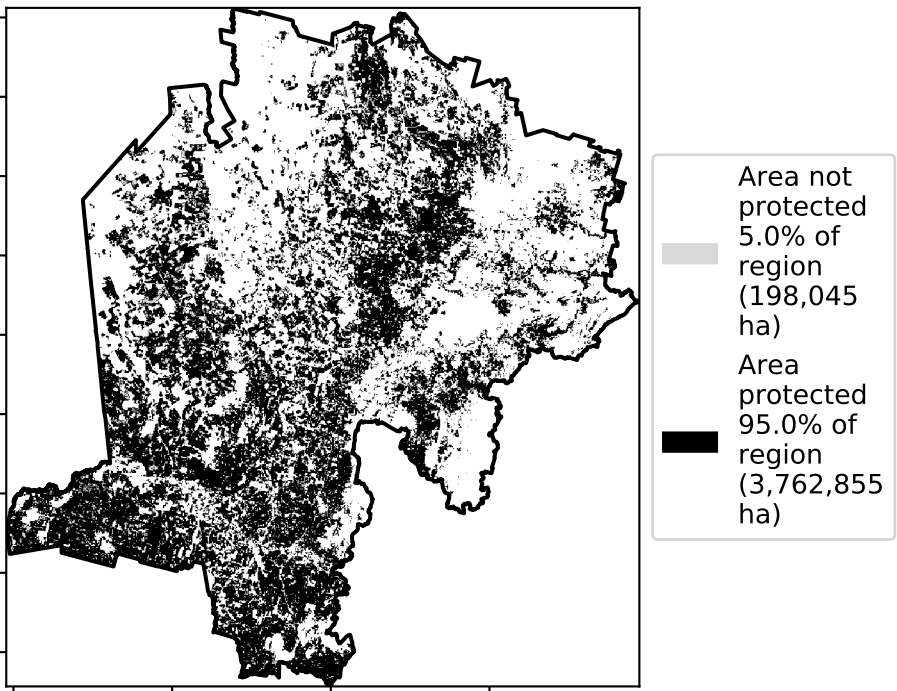 Area not
protected
5.0% of
region
(198,045
ha)
Area
protected
95.0% of
region
(3,762,855
ha)